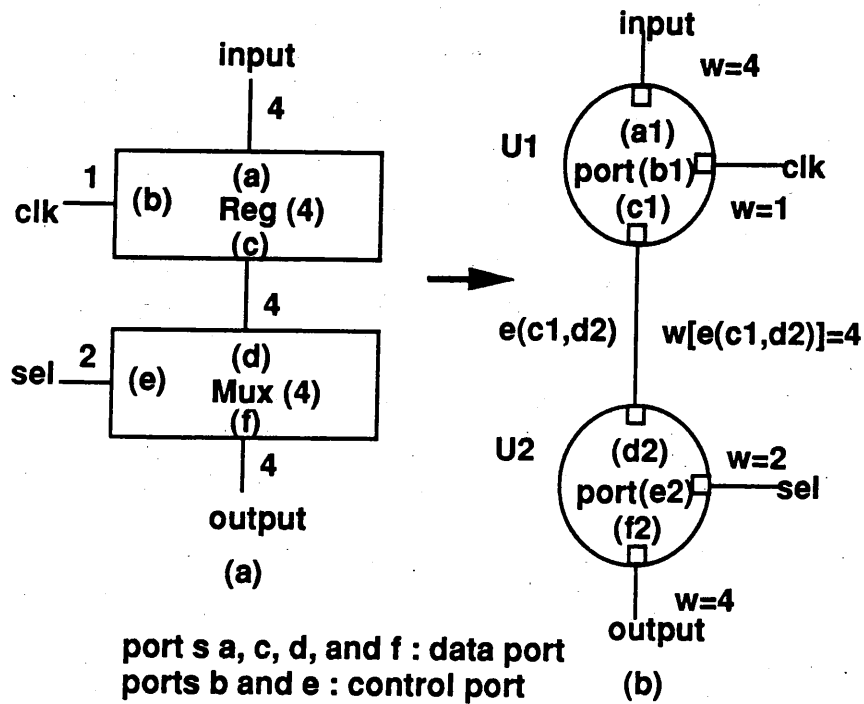 input
4
1
clk
(b)
(a)
Reg (4)
(c)
4
2
sel
(e)
(d)
Mux (4)
(f)
4
output
(a)
input
w=4
U1
(a1)
port(b1)
clk
(c1)
w=1
e(c1,d2)
w[e(c1,d2)]=4
U2
(d2)
w=2
port(e2)
sel
(f2)
w=4
output
(b)
port s a, c, d, and f : data port
ports b and e : control port